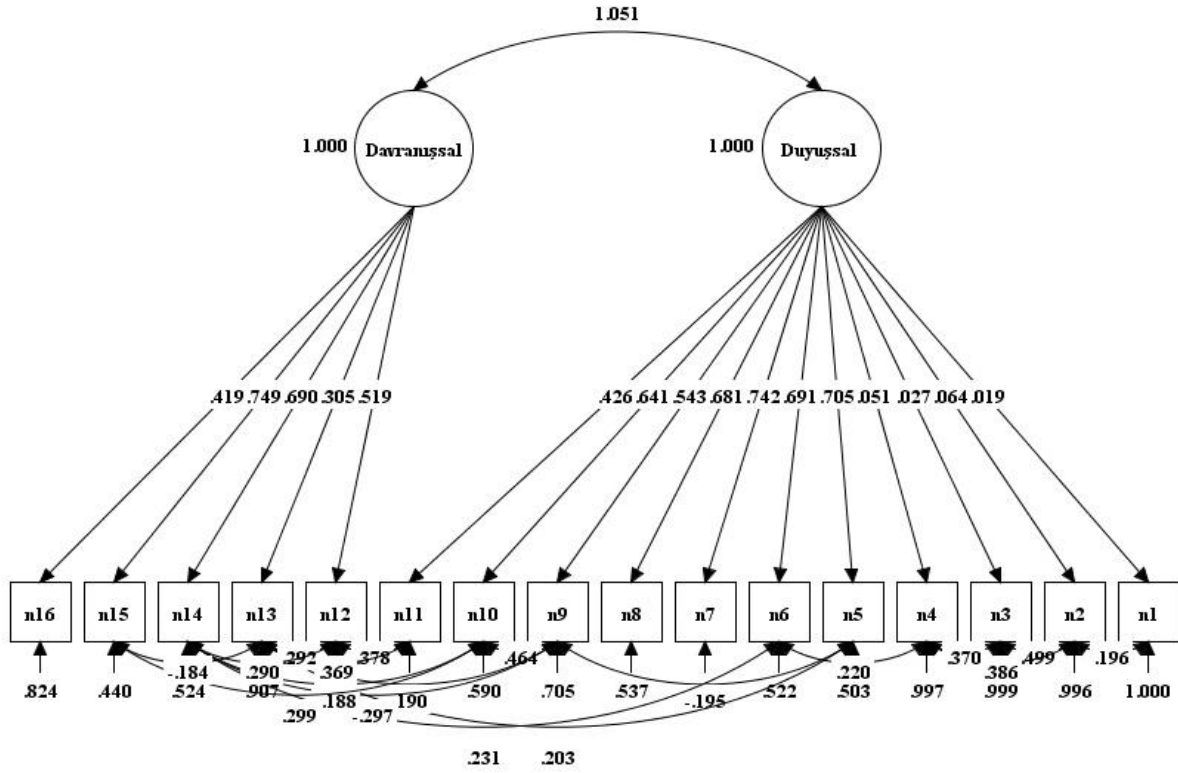 1.051
1.000 Davranışsal 1.000 Duyuşsal
.419 .749 .690 .305 .519 .426 .641 .543 .681 .742 .691 .705 .051 .027 .064 .019
n16 n15 n14 n13 n12 n11 n10 n9 n8 n7 n6 n5 n4 n3 n2 n1
-.184 .290 .292 .369 .378 .464 .220 .370 .386 .499 .196
.824 .440 .524 .907 .188 .190 .590 .705 .537 -.195 .522 .503 .997 .999 .996 1.000
.299 -.297
.231 .203